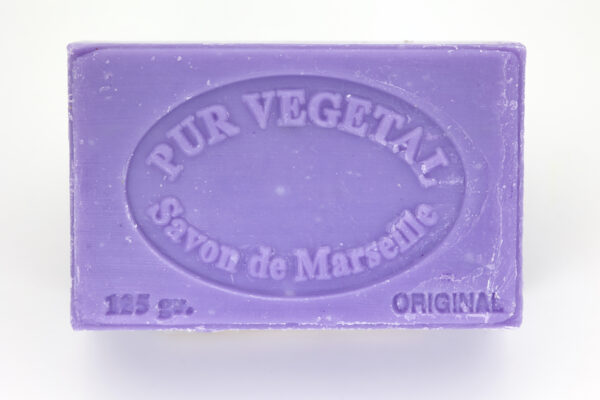 PUR VEGETAL
Savon de Marseille
125 gr.
ORIGINAL